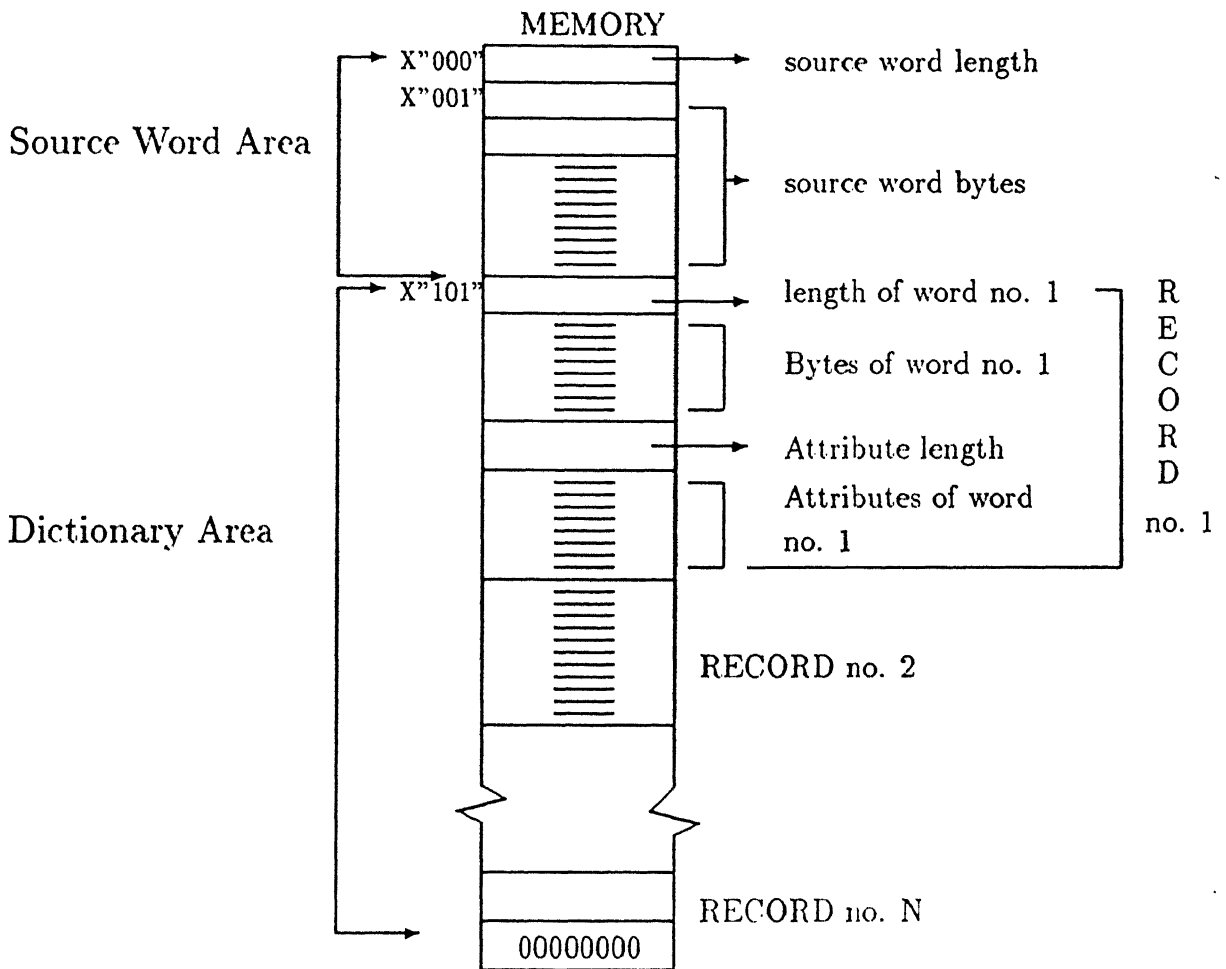 MEMORY
X"000"
source word length
X"001"
Source Word Area
source word bytes
X"101"
length of word no. 1
RECORD
no. 1
Bytes of word no. 1
Attribute length
Attributes of word
no. 1
Dictionary Area
RECORD no. 2
RECORD no. N
00000000